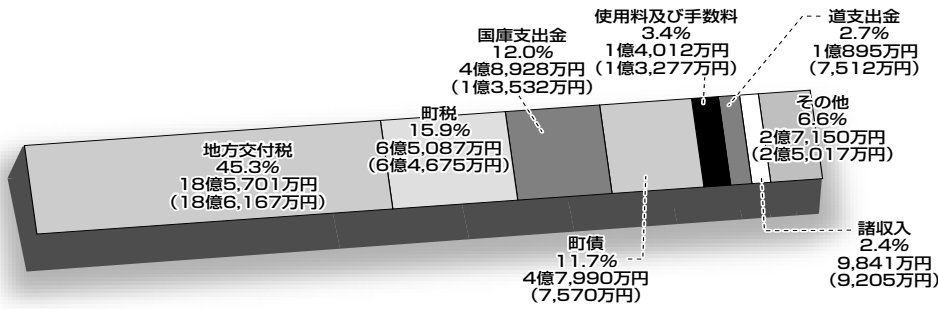 地方交付税
45.3%
18億5,701万円
(18億6,167万円)
町税
15.9%
6億5,087万円
(6億4,675万円)
国庫支出金
12.0%
4億8,928万円
(1億3,532万円)
町債
11.7%
4億7,990万円
(7,570万円)
使用料及び手数料
3.4%
1億4,012万円
(1億3,277万円)
道支出金
2.7%
1億895万円
(7,512万円)
諸収入
2.4%
9,841万円
(9,205万円)
その他
6.6%
2億7,150万円
(2億5,017万円)